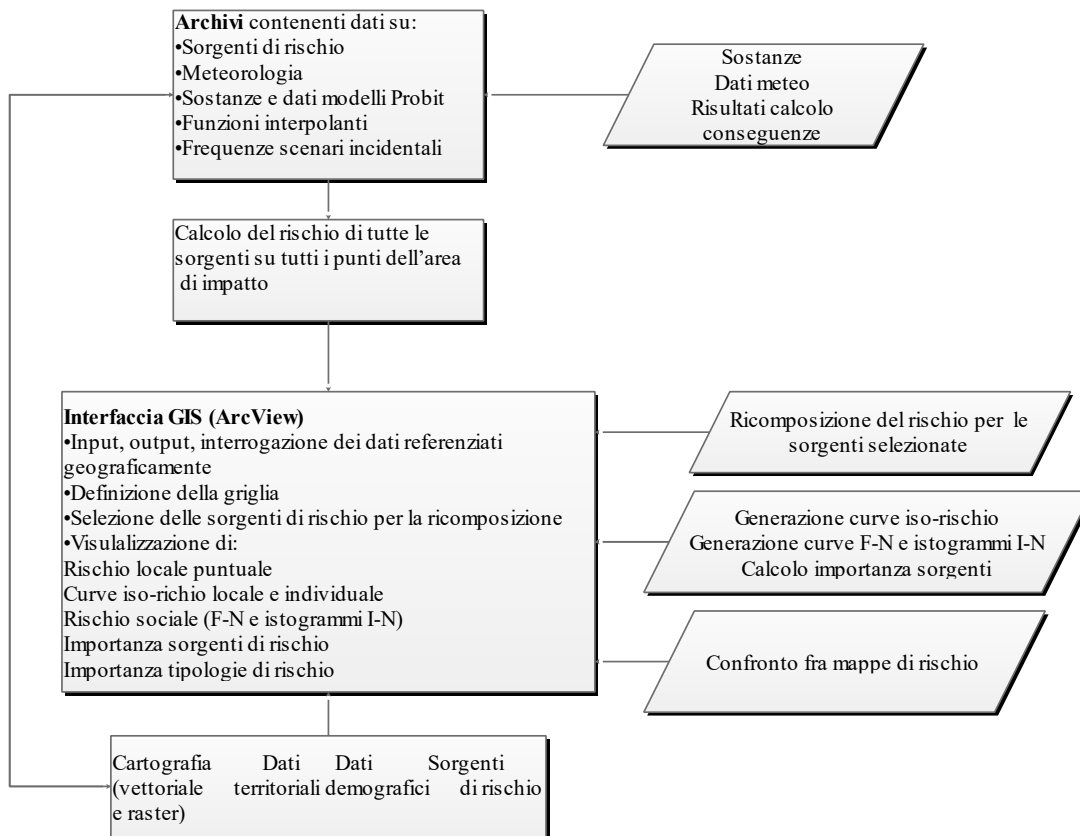 Archivi contenenti dati su:
•Sorgenti di rischio
•Meteorologia
•Sostanze e dati modelli Probit
•Funzioni interpolanti
•Frequenze scenari incidentali
Sostanze
Dati meteo
Risultati calcolo
conseguenze
Calcolo del rischio di tutte le
sorgenti su tutti i punti dell’area
di impatto
Interfaccia GIS (ArcView)
•Input, output, interrogazione dei dati referenziati
geograficamente
•Definizione della griglia
•Selezione delle sorgenti di rischio per la ricomposizione
•Visulalizzazione di:
Rischio locale puntuale
Curve iso-richio locale e individuale
Rischio sociale (F-N e istogrammi I-N)
Importanza sorgenti di rischio
Importanza tipologie di rischio
Ricomposizione del rischio per le
sorgenti selezionate
Generazione curve iso-rischio
Generazione curve F-N e istogrammi I-N
Calcolo importanza sorgenti
Confronto fra mappe di rischio
Cartografia Dati Dati Sorgenti
(vettoriale territoriali demografici di rischio
e raster)